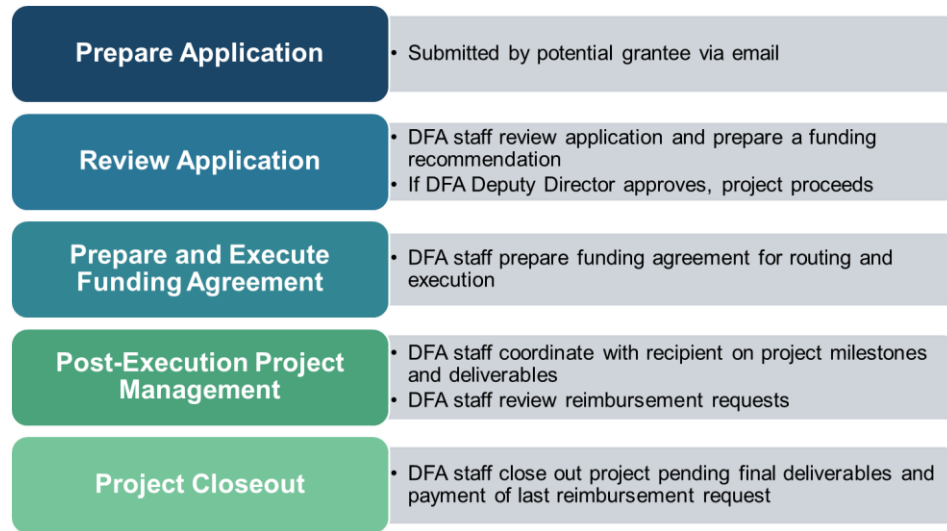 Prepare Application
• Submitted by potential grantee via email
Review Application
• DFA staff review application and prepare a funding
recommendation
• If DFA Deputy Director approves, project proceeds
Prepare and Execute
Funding Agreement
• DFA staff prepare funding agreement for routing and
execution
Post-Execution Project
Management
• DFA staff coordinate with recipient on project milestones
and deliverables
• DFA staff review reimbursement requests
Project Closeout
• DFA staff close out project pending final deliverables and
payment of last reimbursement request